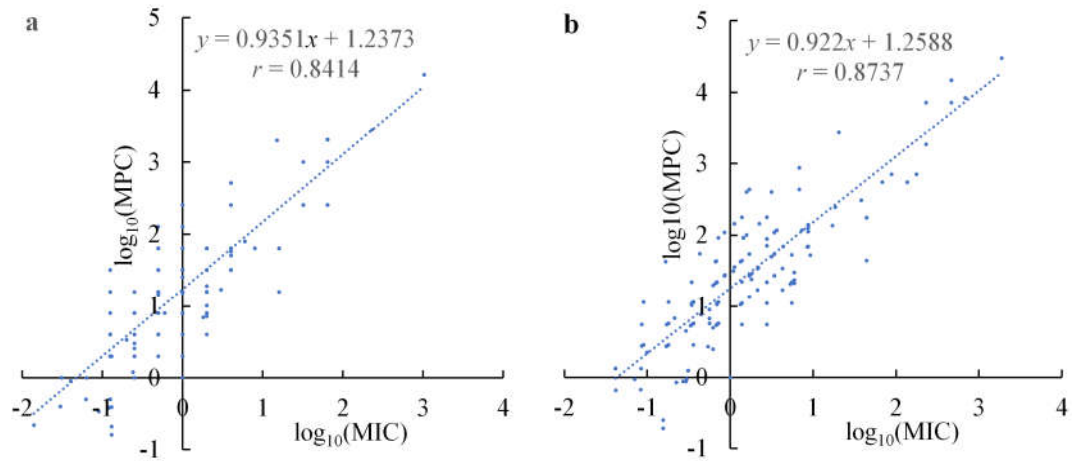 a
y = 0.9351x + 1.2373
r = 0.8414
log₁₀(MPC)
5
4
3
2
1
0
-1
-2 -1 0 1 2 3 4
log₁₀(MIC)
b
y = 0.922x + 1.2588
r = 0.8737
log10(MPC)
5
4
3
2
1
0
-1
-2 -1 0 1 2 3 4
log₁₀(MIC)